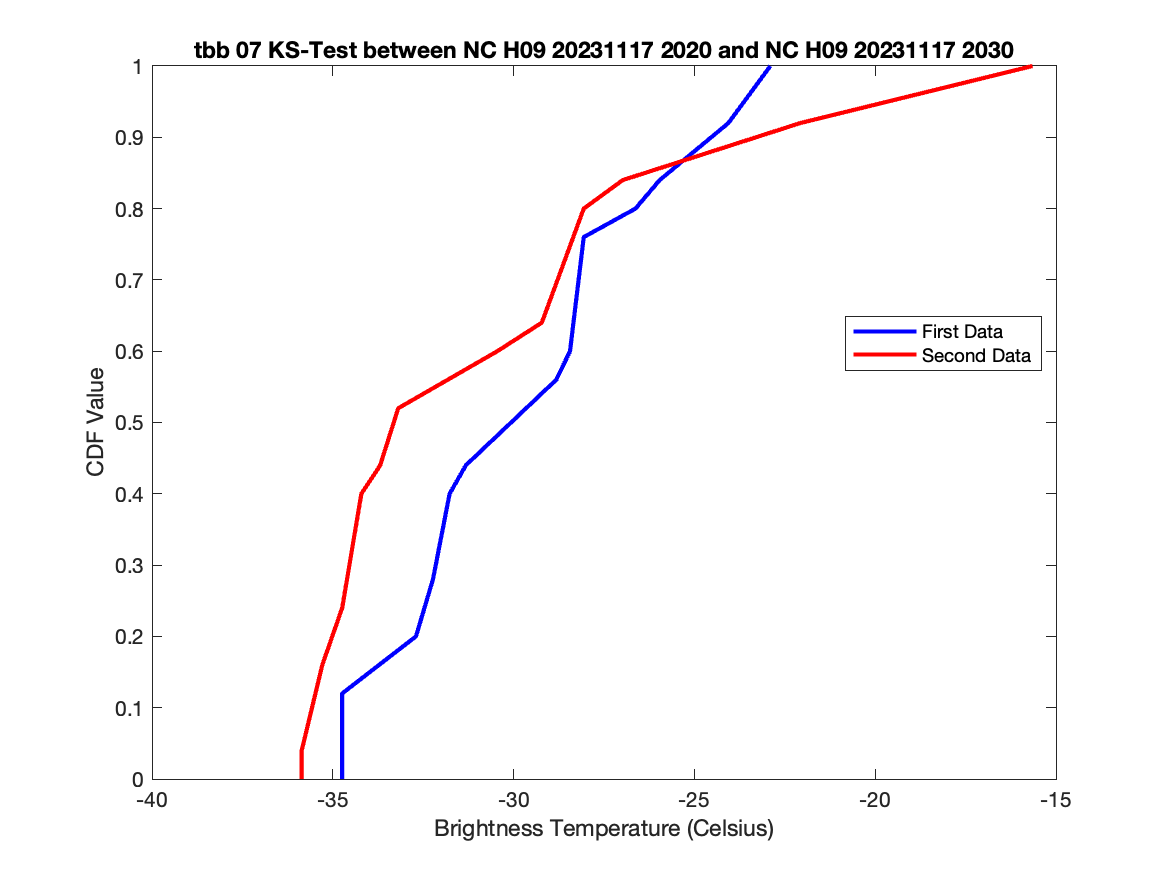 tbb 07 KS-Test between NC H09 20231117 2020 and NC H09 20231117 2030
1
0.9
0.8
0.7
0.6
0.5
0.4
0.3
0.2
0.1
0
CDF Value
First Data
Second Data
-40 -35 -30 -25 -20 -15
Brightness Temperature (Celsius)